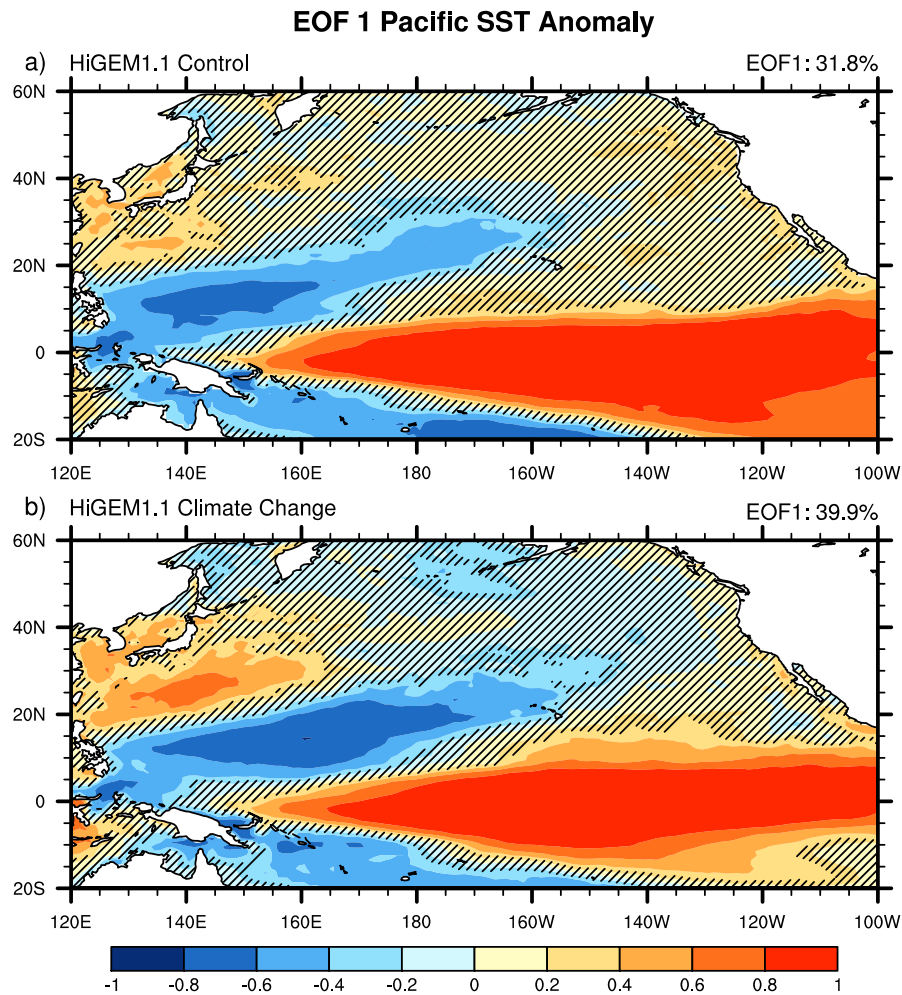 EOF 1 Pacific SST Anomaly
a) HiGEM1.1 Control EOF1: 31.8%
60N
40N
20N
0
20S
120E 140E 160E 180 160W 140W 120W 100W
b) HiGEM1.1 Climate Change EOF1: 39.9%
60N
40N
20N
0
20S
120E 140E 160E 180 160W 140W 120W 100W
-1 -0.8 -0.6 -0.4 -0.2 0 0.2 0.4 0.6 0.8 1